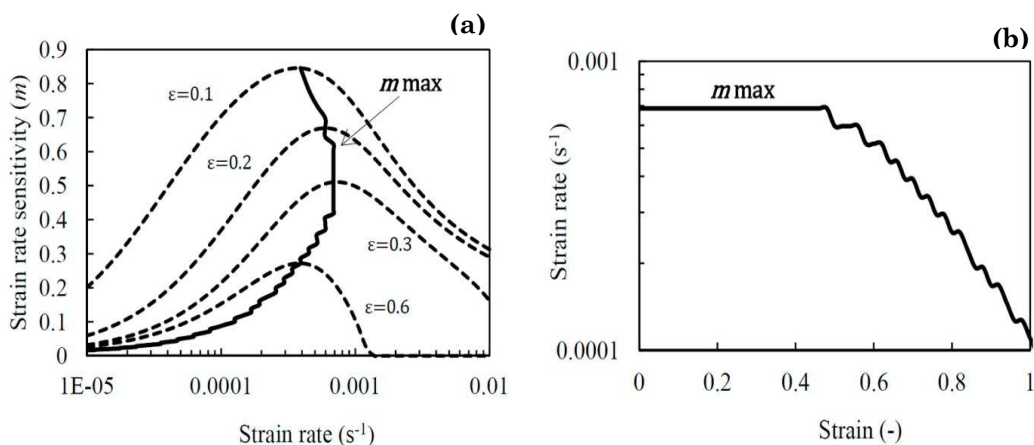 (a)
0.9
0.8
0.7
0.6
0.5
0.4
0.3
0.2
0.1
0
Strain rate sensitivity (m)
ε=0.1
ε=0.2
ε=0.3
ε=0.6
m max
1E-05 0.0001 0.001 0.01
Strain rate (s-1)
(b)
0.001
0.0001
Strain rate (s-1)
m max
0 0.2 0.4 0.6 0.8 1
Strain (-)